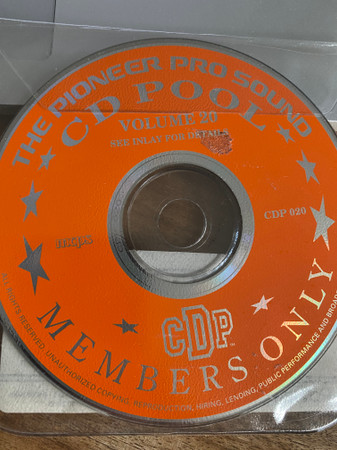 THE PIONEER PRO SOUND
CD POOL
VOLUME 20
SEE INLAY FOR DETAILS
CDP 020
CDP
MEMBERS ONLY
ALL RIGHTS RESERVED. UNAUTHORIZED COPYING, REPRODUCTION, HIRING, LENDING, PUBLIC PERFORMANCE AND BROAD